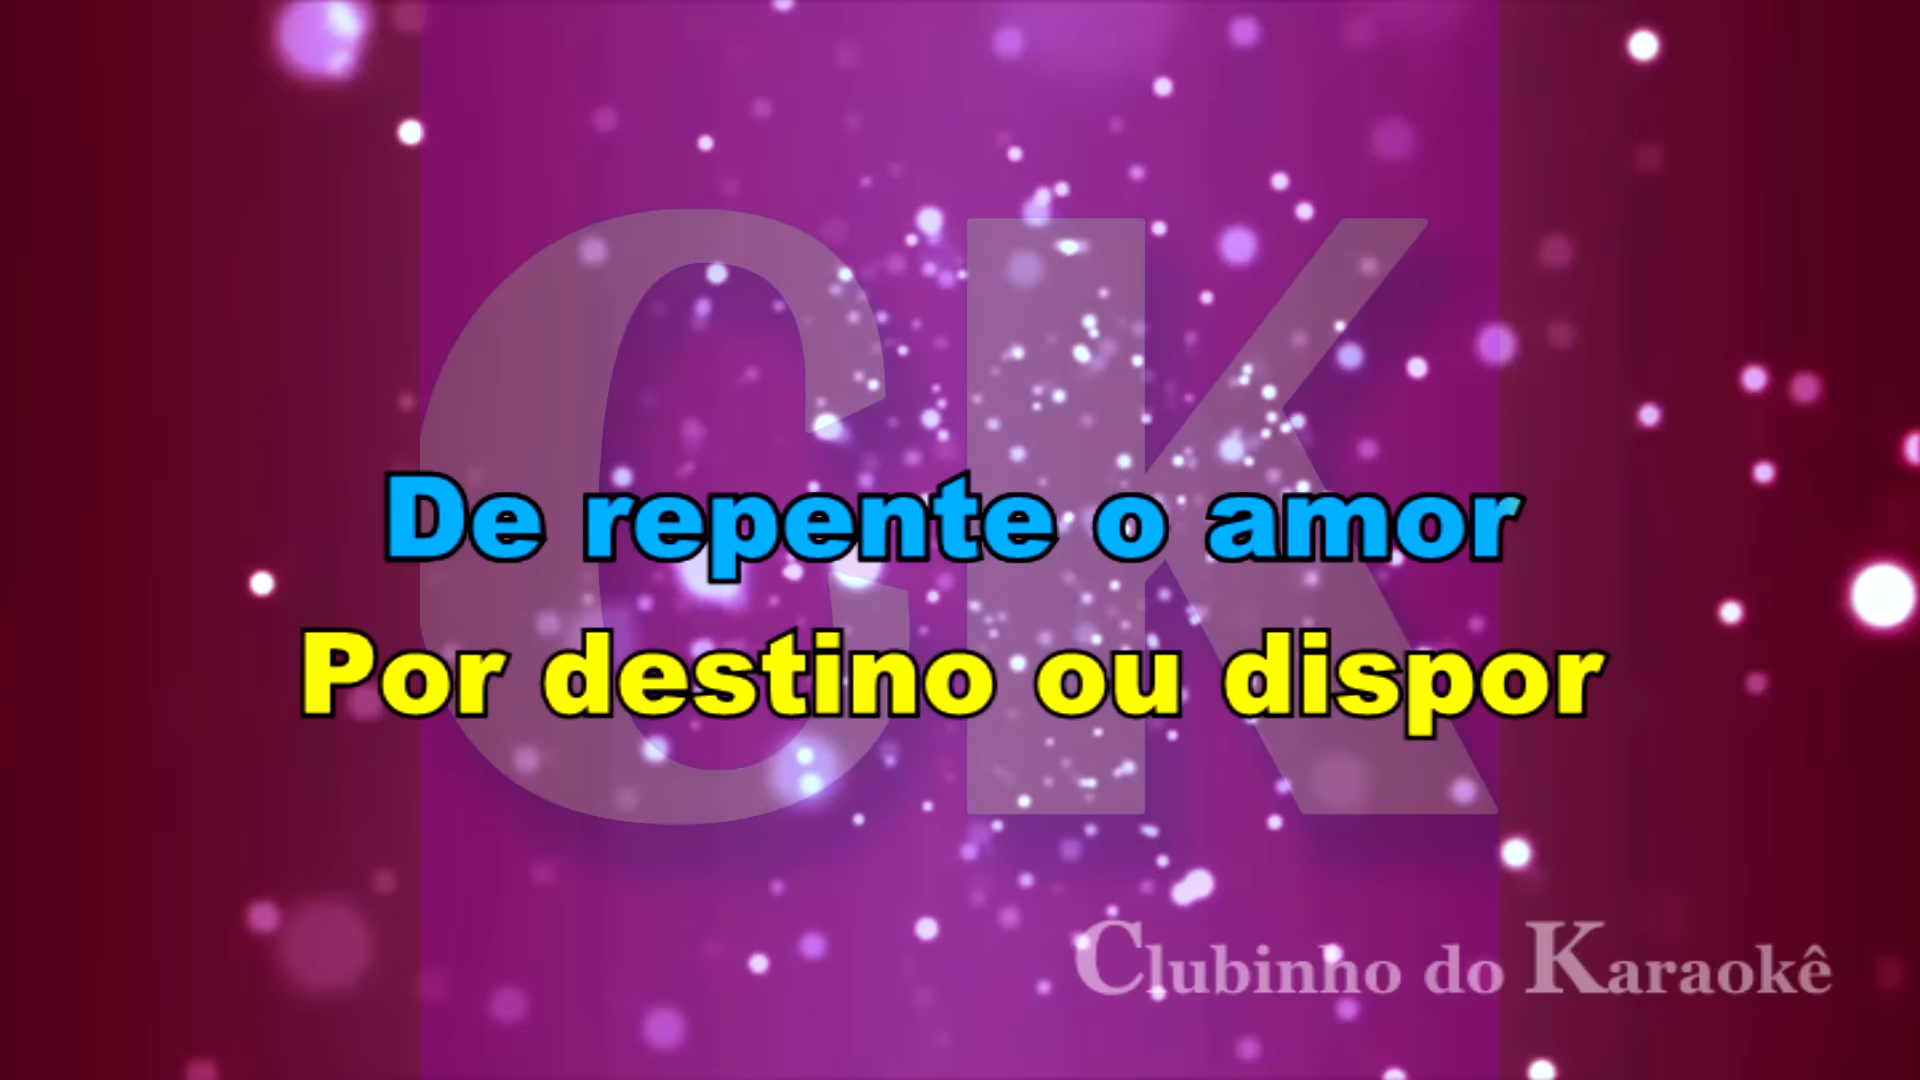 CK
De repente o amor
Por destino ou dispor
Clubinho do Karaokê